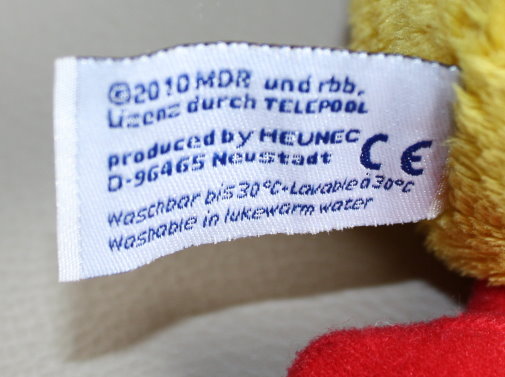 ©2010 MDR und rbb,
Lizenz durch TELEPOOL
produced by HEUNEC
D-96465 Neustadt
CE
Waschbar bis 30°C·Lavable à 30°C
Washable in lukewarm water